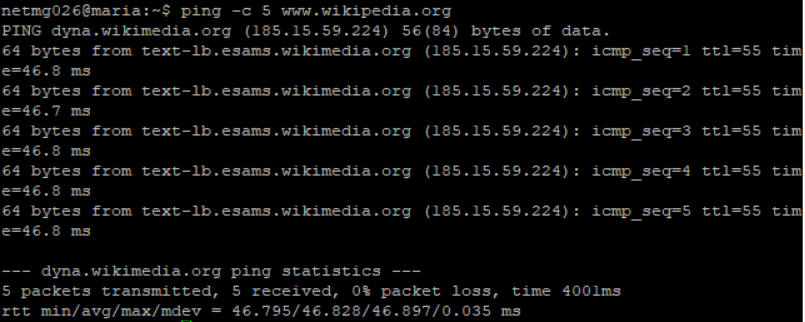 netmg026@maria:~$ ping -c 5 www.wikipedia.org
PING dyna.wikimedia.org (185.15.59.224) 56(84) bytes of data.
64 bytes from text-lb.esams.wikimedia.org (185.15.59.224): icmp_seq=1 ttl=55 tim
e=46.8 ms
64 bytes from text-lb.esams.wikimedia.org (185.15.59.224): icmp_seq=2 ttl=55 tim
e=46.7 ms
64 bytes from text-lb.esams.wikimedia.org (185.15.59.224): icmp_seq=3 ttl=55 tim
e=46.8 ms
64 bytes from text-lb.esams.wikimedia.org (185.15.59.224): icmp_seq=4 ttl=55 tim
e=46.8 ms
64 bytes from text-lb.esams.wikimedia.org (185.15.59.224): icmp_seq=5 ttl=55 tim
e=46.8 ms

--- dyna.wikimedia.org ping statistics ---
5 packets transmitted, 5 received, 0% packet loss, time 4001ms
rtt min/avg/max/mdev = 46.795/46.828/46.897/0.035 ms